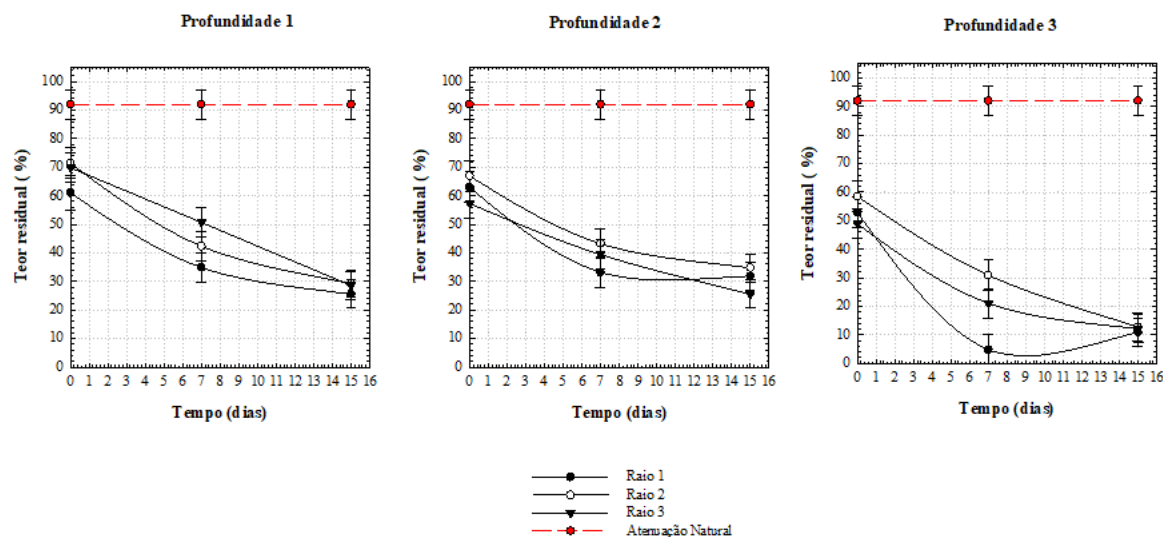 Profundidade 1
Profundidade 2
Profundidade 3
Teor residual ( %)
100
90
80
70
60
50
40
30
20
10
0
0 1 2 3 4 5 6 7 8 9 10 11 12 13 14 15 16
Tempo (dias)
Teor residual ( %)
100
90
80
70
60
50
40
30
20
10
0
0 1 2 3 4 5 6 7 8 9 10 11 12 13 14 15 16
Tempo (dias)
Teor residual ( %)
100
90
80
70
60
50
40
30
20
10
0
0 1 2 3 4 5 6 7 8 9 10 11 12 13 14 15 16
Tempo (dias)
Raio 1
Raio 2
Raio 3
Atenuação Natural